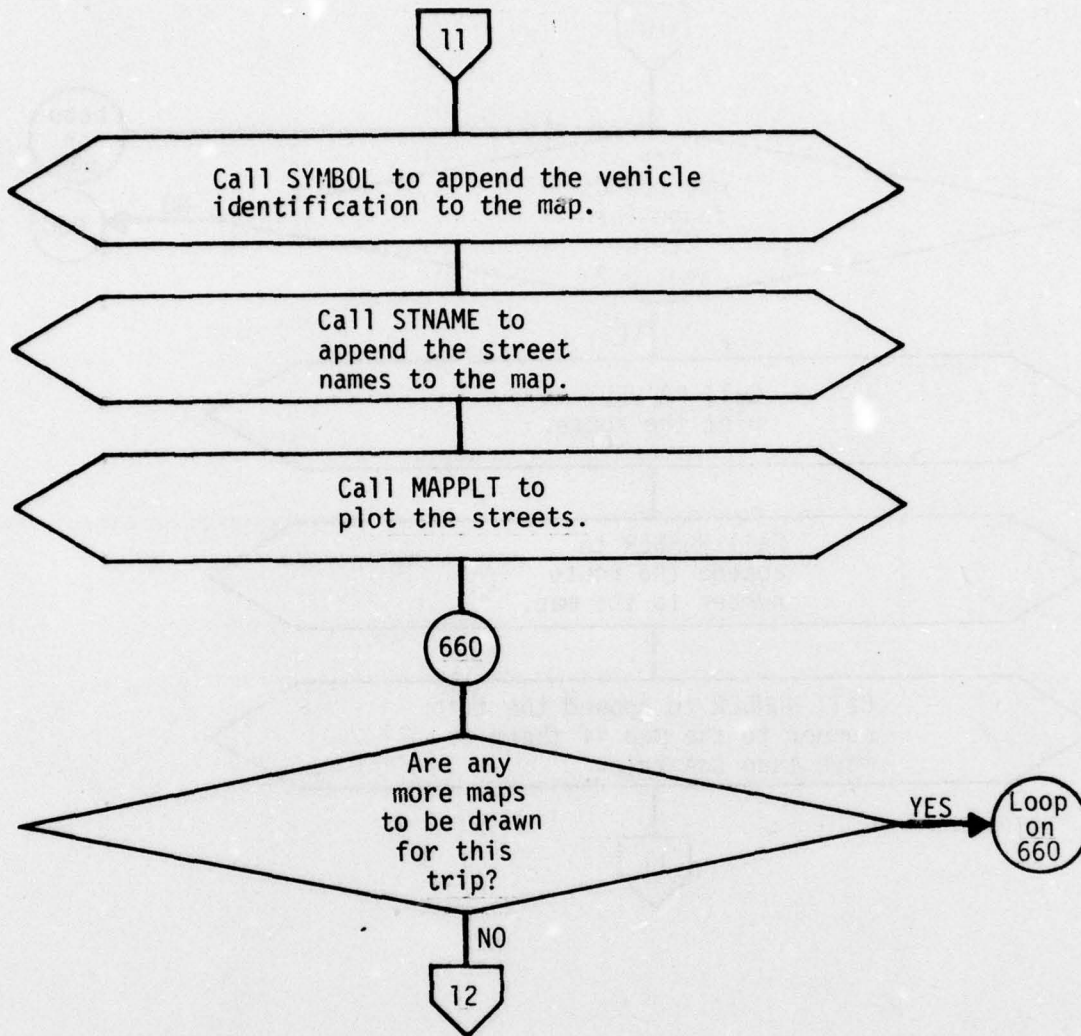 11
Call SYMBOL to append the vehicle
identification to the map.
Call STNAME to
append the street
names to the map.
Call MAPPLT to
plot the streets.
660
Are any
more maps
to be drawn
for this
trip?
YES
Loop
on
660
NO
12